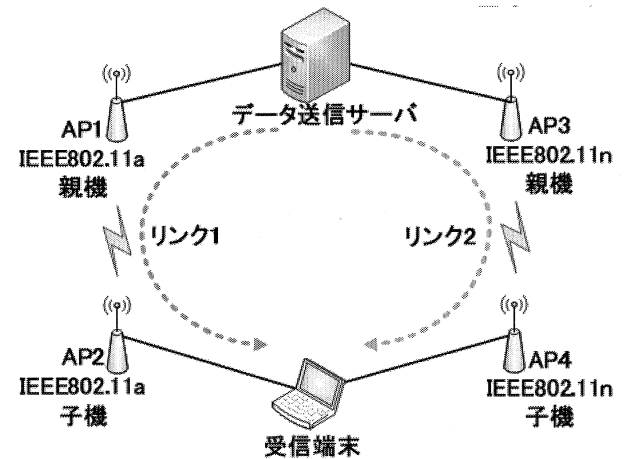 データ送信サーバ
AP1
IEEE802.11a
親機
AP3
IEEE802.11n
親機
リンク1
リンク2
AP2
IEEE802.11a
子機
AP4
IEEE802.11n
子機
受信端末